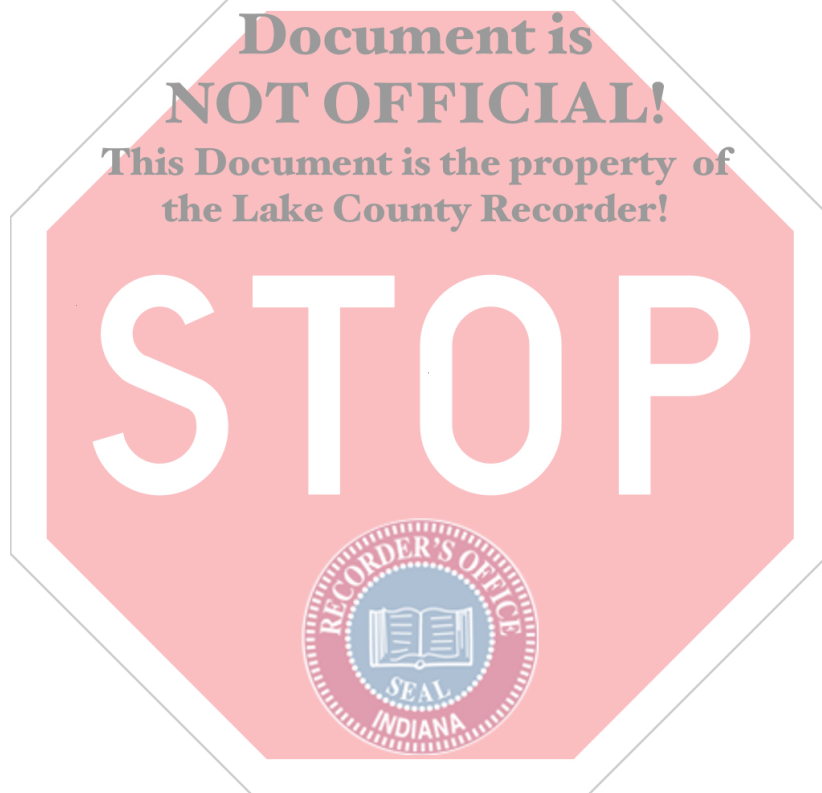 Document is
NOT OFFICIAL!
This Document is the property of
the Lake County Recorder!
STOP
RECORDER'S OFFICE
SEAL
INDIANA